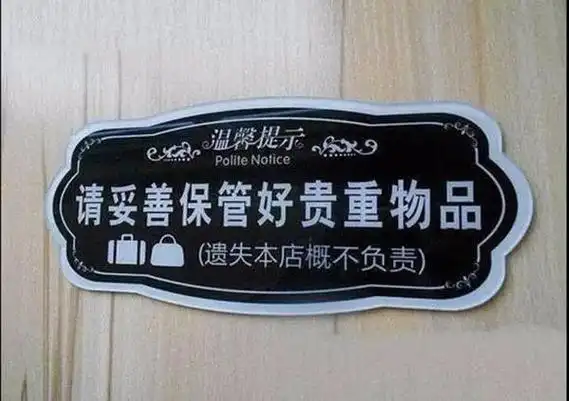 温馨提示
Polite Notice
请妥善保管好贵重物品
(遗失本店概不负责)